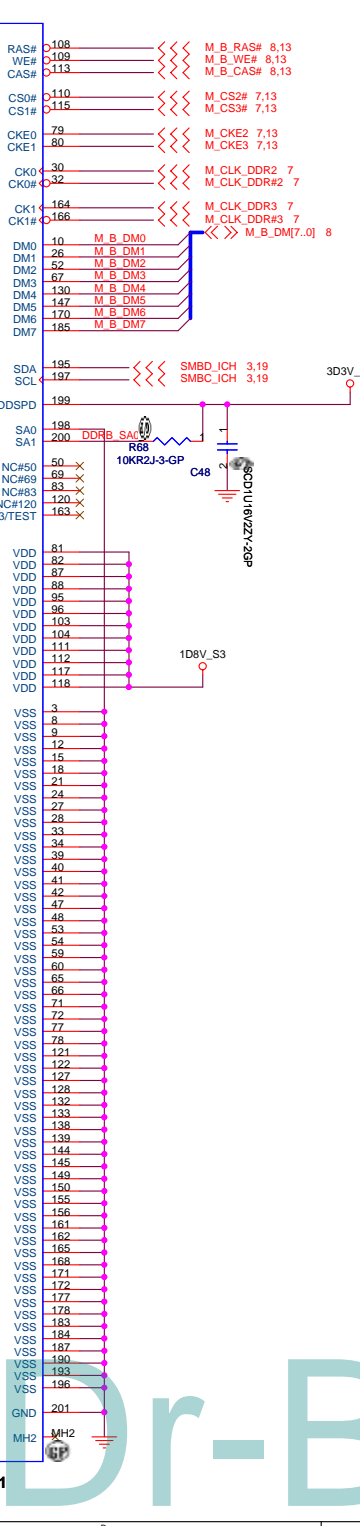 RAS# 108 M_B_RAS# 8,13
WE# 109 M_B_WE# 8,13
CAS# 113 M_B_CAS# 8,13
CS0# 110 M_CS2# 7,13
CS1# 115 M_CS3# 7,13
CKE0 79 M_CKE2 7,13
CKE1 80 M_CKE3 7,13
CK0 30 M_CLK_DDR2 7
CK0# 32 M_CLK_DDR#2 7
CK1 164 M_CLK_DDR3 7
CK1# 166 M_CLK_DDR#3 7
M_B_DM[7..0] 8
DM0 10 M_B_DM0
DM1 26 M_B_DM1
DM2 52 M_B_DM2
DM3 67 M_B_DM3
DM4 130 M_B_DM4
DM5 147 M_B_DM5
DM6 170 M_B_DM6
DM7 185 M_B_DM7
SDA 195 SMBD_ICH 3,19
SCL 197 SMBC_ICH 3,19
3D3V_
DDSPD 199
SA0 198
SA1 200 DDRB_SA0 1 1
R68
10KR2J-3-GP
C48 2 SCD1U16V2ZY-2GP
NC#50 50
NC#69 69
NC#83 83
NC#120 120
3/TEST 163
VDD 81
VDD 82
VDD 87
VDD 88
VDD 95
VDD 96
VDD 103
VDD 104
VDD 111
VDD 112
VDD 117
VDD 118
1D8V_S3
VSS 3
VSS 8
VSS 9
VSS 12
VSS 15
VSS 18
VSS 21
VSS 24
VSS 27
VSS 28
VSS 33
VSS 34
VSS 39
VSS 40
VSS 41
VSS 42
VSS 47
VSS 48
VSS 53
VSS 54
VSS 59
VSS 60
VSS 65
VSS 66
VSS 71
VSS 72
VSS 77
VSS 78
VSS 121
VSS 122
VSS 127
VSS 128
VSS 132
VSS 133
VSS 138
VSS 139
VSS 144
VSS 145
VSS 149
VSS 150
VSS 155
VSS 156
VSS 161
VSS 162
VSS 165
VSS 168
VSS 171
VSS 172
VSS 177
VSS 178
VSS 183
VSS 184
VSS 187
VSS 190
VSS 193
VSS 196
GND 201
MH2 MH2
GP
Dr-B
1